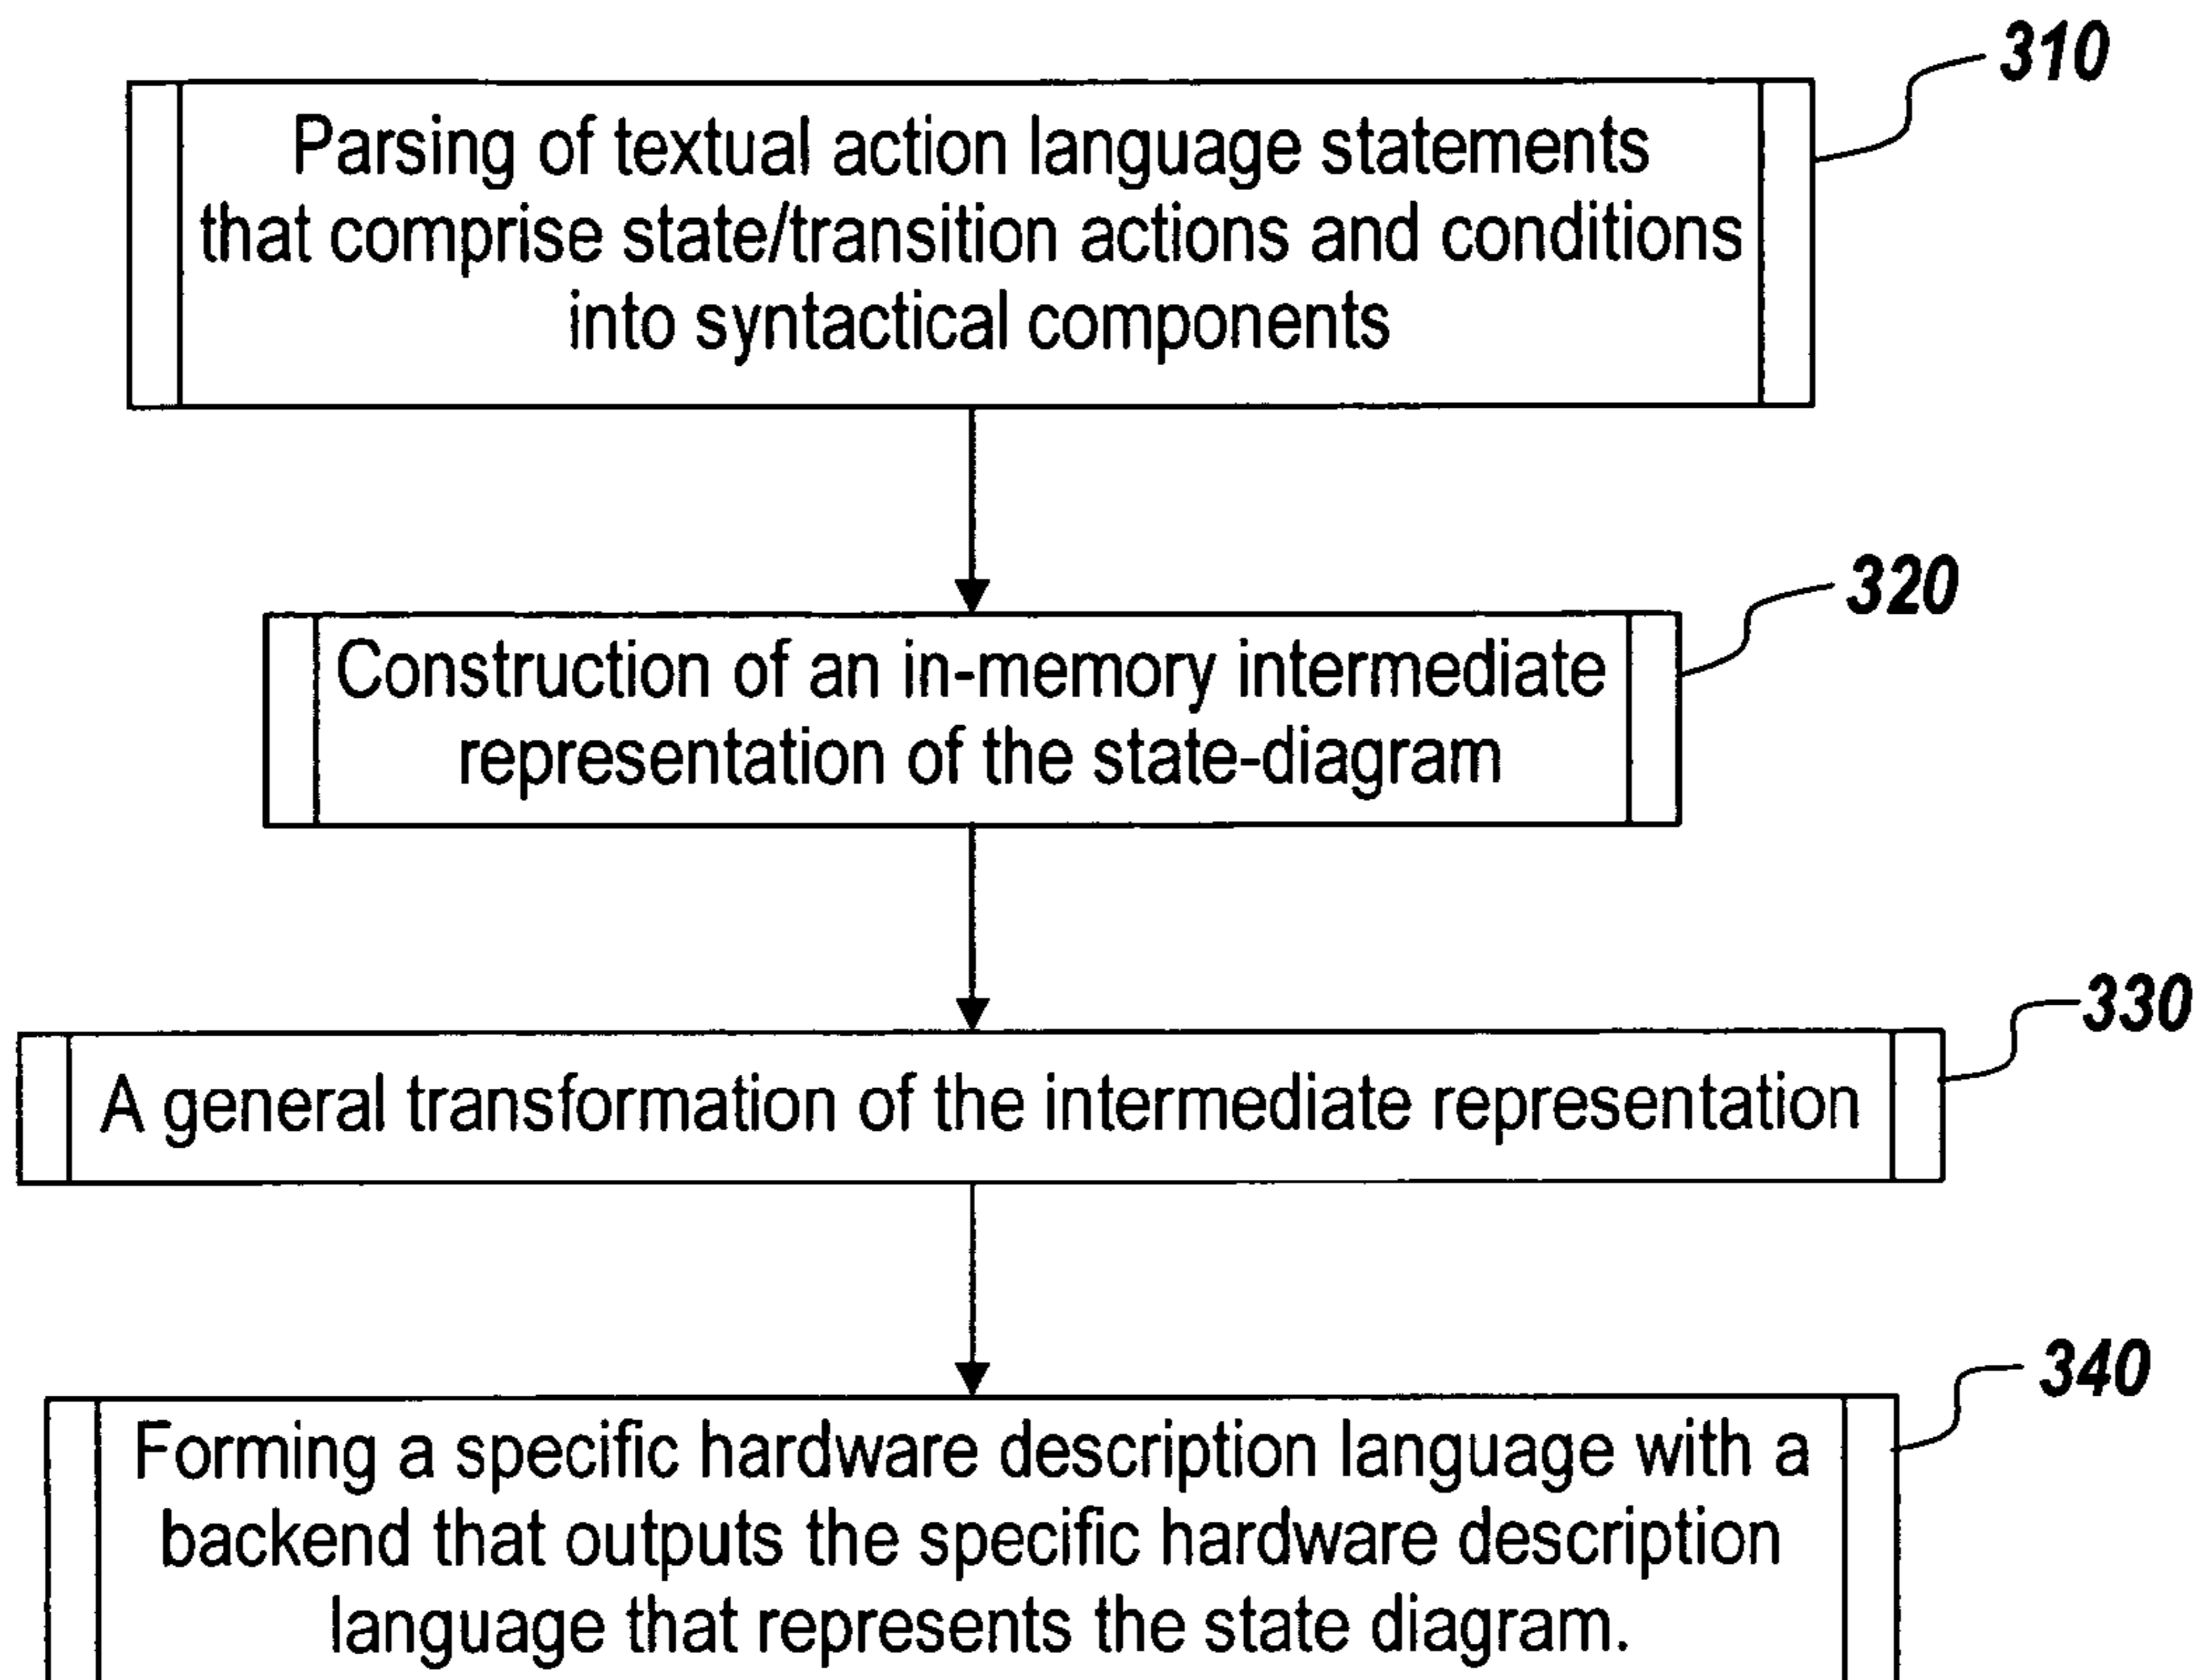 310
Parsing of textual action language statements
that comprise state/transition actions and conditions
into syntactical components
320
Construction of an in-memory intermediate
representation of the state-diagram
330
A general transformation of the intermediate representation
340
Forming a specific hardware description language with a
backend that outputs the specific hardware description
language that represents the state diagram.